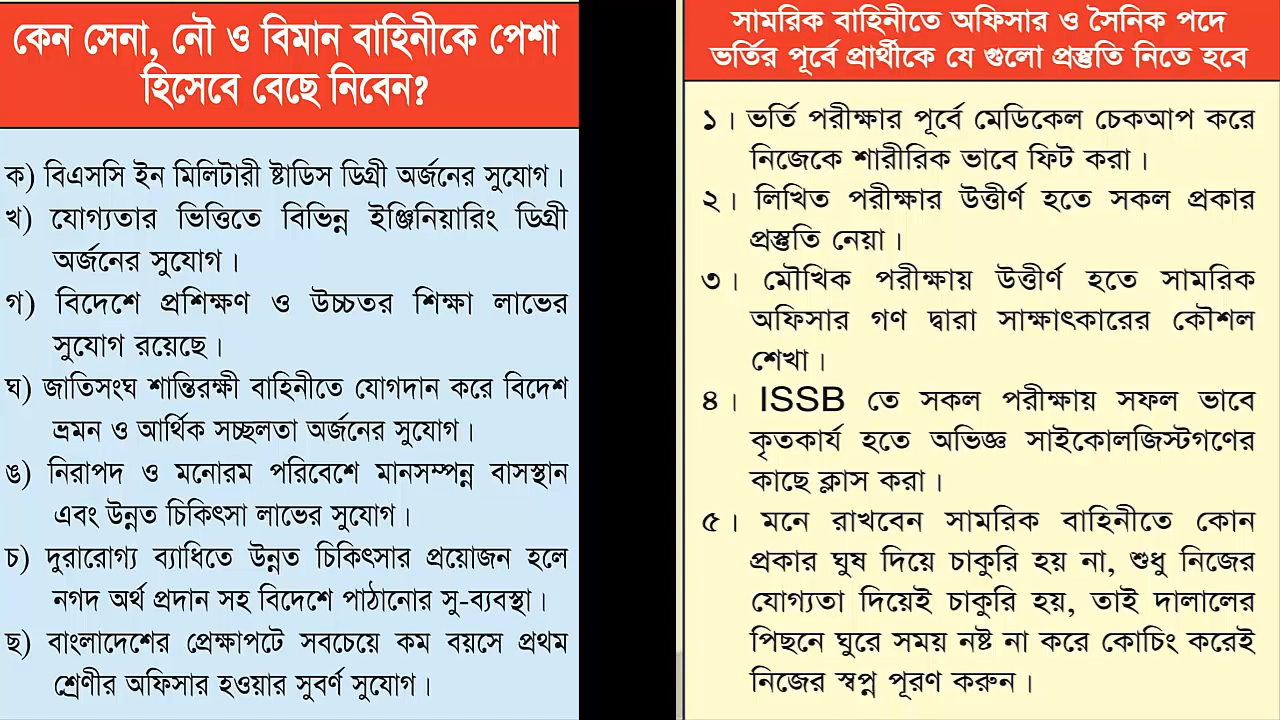 কেন সেনা, নৌ ও বিমান বাহিনীকে পেশা
হিসেবে বেছে নিবেন?
ক) বিএসসি ইন মিলিটারী ষ্টাডিস ডিগ্রী অর্জনের সুযোগ।
খ) যোগ্যতার ভিত্তিতে বিভিন্ন ইঞ্জিনিয়ারিং ডিগ্রী
অর্জনের সুযোগ।
গ) বিদেশে প্রশিক্ষণ ও উচ্চতর শিক্ষা লাভের
সুযোগ রয়েছে।
ঘ) জাতিসংঘ শান্তিরক্ষী বাহিনীতে যোগদান করে বিদেশ
ভ্রমন ও আর্থিক সচ্ছলতা অর্জনের সুযোগ।
ঙ) নিরাপদ ও মনোরম পরিবেশে মানসম্পন্ন বাসস্থান
এবং উন্নত চিকিৎসা লাভের সুযোগ।
চ) দুরারোগ্য ব্যাধিতে উন্নত চিকিৎসার প্রয়োজন হলে
নগদ অর্থ প্রদান সহ বিদেশে পাঠানোর সু-ব্যবস্থা।
ছ) বাংলাদেশের প্রেক্ষাপটে সবচেয়ে কম বয়সে প্রথম
শ্রেণীর অফিসার হওয়ার সুবর্ণ সুযোগ।
সামরিক বাহিনীতে অফিসার ও সৈনিক পদে
ভর্তির পূর্বে প্রার্থীকে যে গুলো প্রস্তুতি নিতে হবে
১। ভর্তি পরীক্ষার পূর্বে মেডিকেল চেকআপ করে
নিজেকে শারীরিক ভাবে ফিট করা।
২। লিখিত পরীক্ষার উত্তীর্ণ হতে সকল প্রকার
প্রস্তুতি নেয়া।
৩। মৌখিক পরীক্ষায় উত্তীর্ণ হতে সামরিক
অফিসার গণ দ্বারা সাক্ষাৎকারের কৌশল
শেখা।
৪। ISSB তে সকল পরীক্ষায় সফল ভাবে
কৃতকার্য হতে অভিজ্ঞ সাইকোলজিস্টগণের
কাছে ক্লাস করা।
৫। মনে রাখবেন সামরিক বাহিনীতে কোন
প্রকার ঘুষ দিয়ে চাকুরি হয় না, শুধু নিজের
যোগ্যতা দিয়েই চাকুরি হয়, তাই দালালের
পিছনে ঘুরে সময় নষ্ট না করে কোচিং করেই
নিজের স্বপ্ন পূরণ করুন।